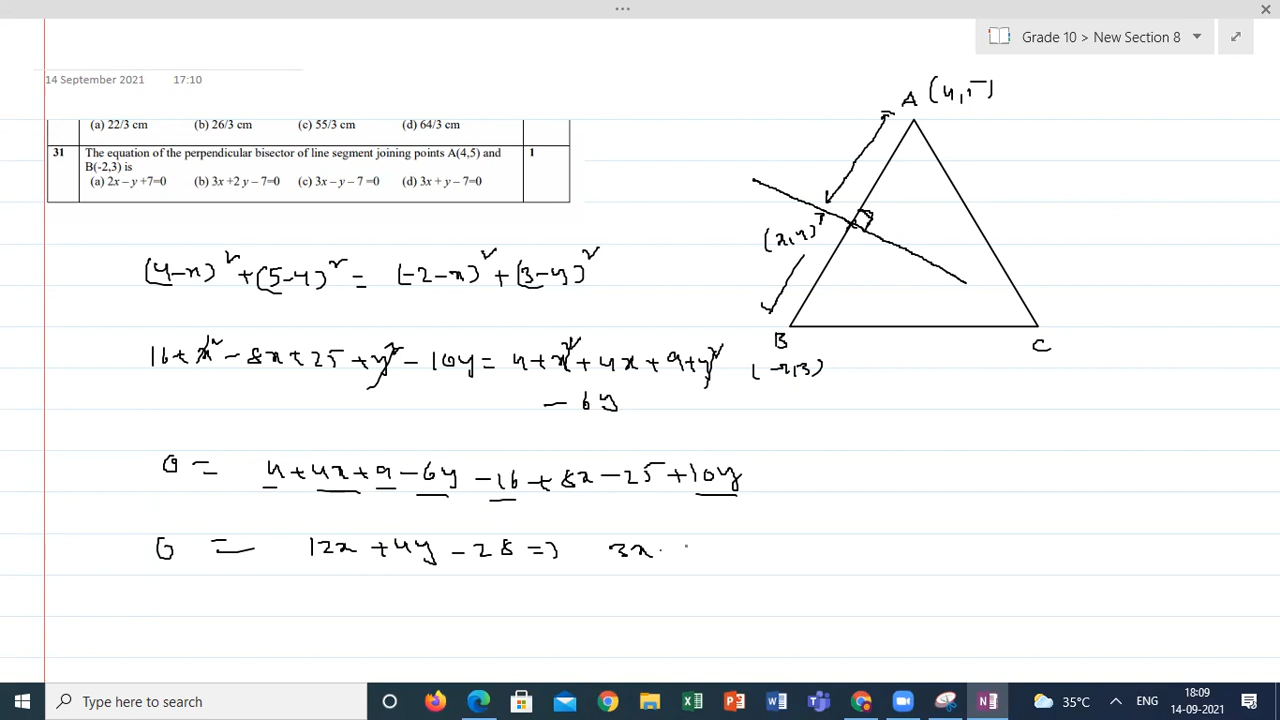 Grade 10 > New Section 8
14 September 2021 17:10
(a) 22/3 cm (b) 26/3 cm (c) 55/3 cm (d) 64/3 cm
31 The equation of the perpendicular bisector of line segment joining points A(4,5) and 1
B(-2,3) is
(a) 2x – y +7=0 (b) 3x +2 y – 7=0 (c) 3x – y – 7 =0 (d) 3x + y – 7=0
A (4,5)
(x,y)
B
(-2,3)
C
(4-x)² + (5-y)² = (-2-x)² + (3-y)²
16 + x² - 8x + 25 + y² - 10y = 4 + x² + 4x + 9 + y²
- 6y
0 = 4 + 4x + 9 - 6y - 16 + 8x - 25 + 10y
0 = 12x + 4y - 28 => 3x
Type here to search
35°C ENG 18:09
14-09-2021